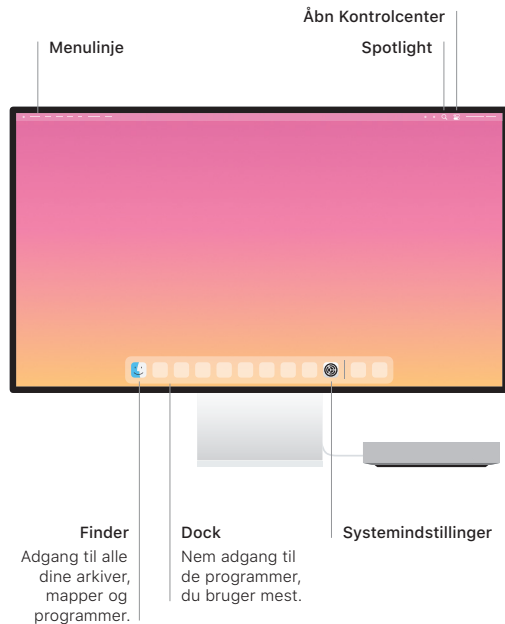 Åbn Kontrolcenter
Menulinje
Spotlight
Finder
Adgang til alle
dine arkiver,
mapper og
programmer.
Dock
Nem adgang til
de programmer,
du bruger mest.
Systemindstillinger